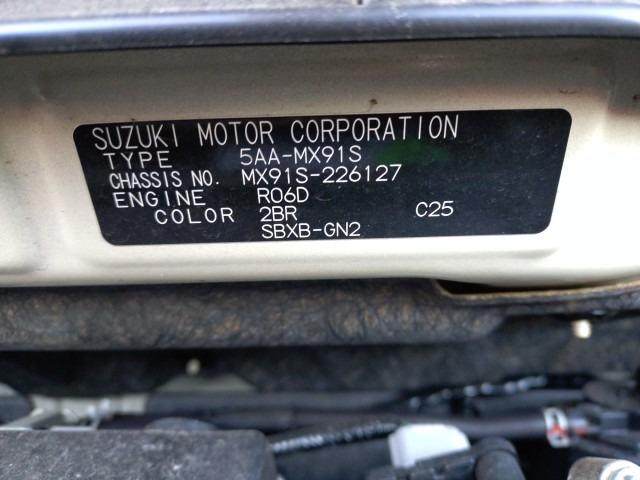 SUZUKI MOTOR CORPORATION
TYPE 5AA-MX91S
CHASSIS NO. MX91S-226127
ENGINE R06D
COLOR 2BR C25
SBXB-GN2